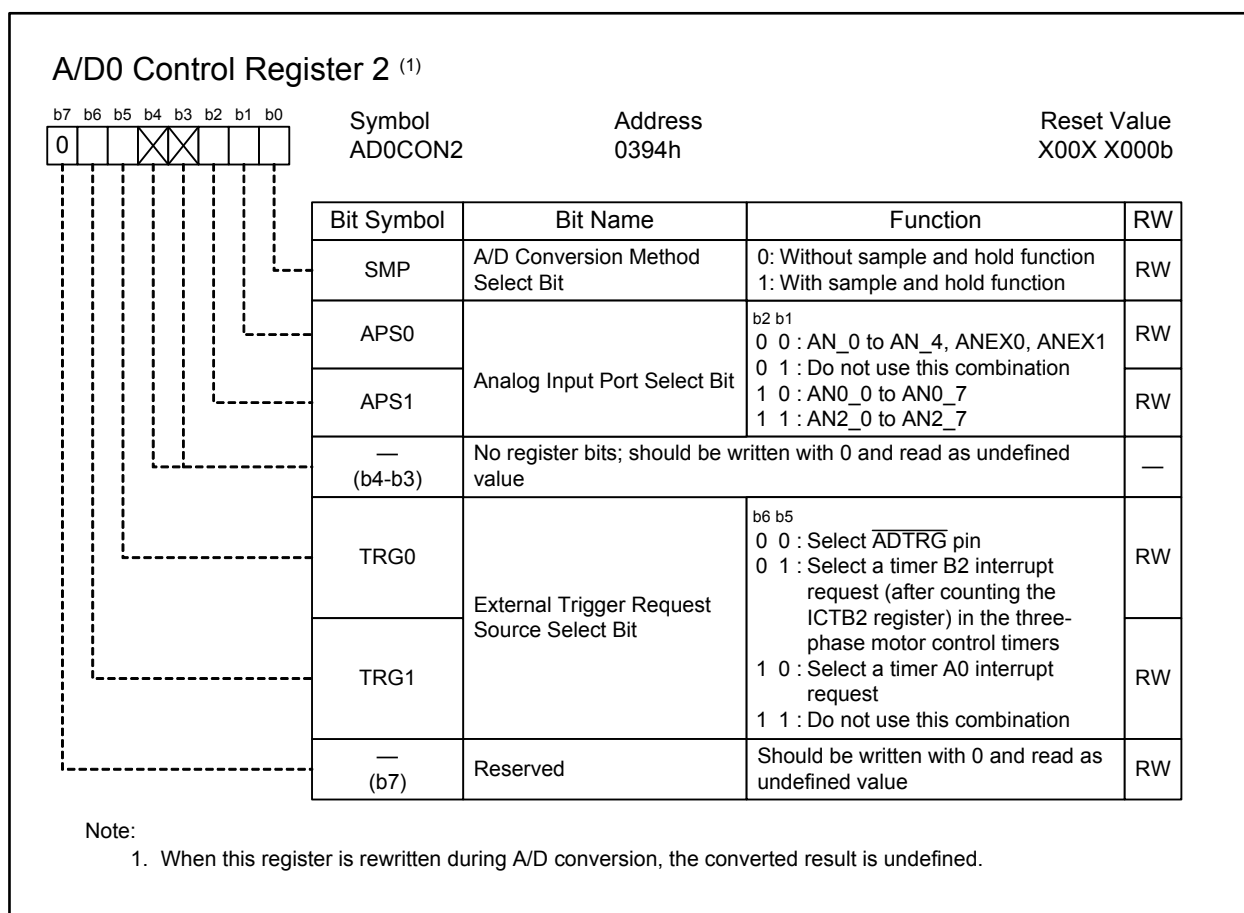 A/D0 Control Register 2 (1)
b7 b6 b5 b4 b3 b2 b1 b0
0
Symbol Address Reset Value
AD0CON2 0394h X00X X000b
Bit Symbol Bit Name Function RW
SMP
A/D Conversion Method
Select Bit
0: Without sample and hold function
1: With sample and hold function
RW
APS0
APS1
Analog Input Port Select Bit
b2 b1
0 0 : AN_0 to AN_4, ANEX0, ANEX1
0 1 : Do not use this combination
1 0 : AN0_0 to AN0_7
1 1 : AN2_0 to AN2_7
RW
RW
—
(b4-b3)
No register bits; should be written with 0 and read as undefined
value
—
TRG0
TRG1
External Trigger Request
Source Select Bit
b6 b5
0 0 : Select ADTRG pin
0 1 : Select a timer B2 interrupt
request (after counting the
ICTB2 register) in the three-
phase motor control timers
1 0 : Select a timer A0 interrupt
request
1 1 : Do not use this combination
RW
RW
—
(b7)
Reserved
Should be written with 0 and read as
undefined value
RW
Note:
1. When this register is rewritten during A/D conversion, the converted result is undefined.